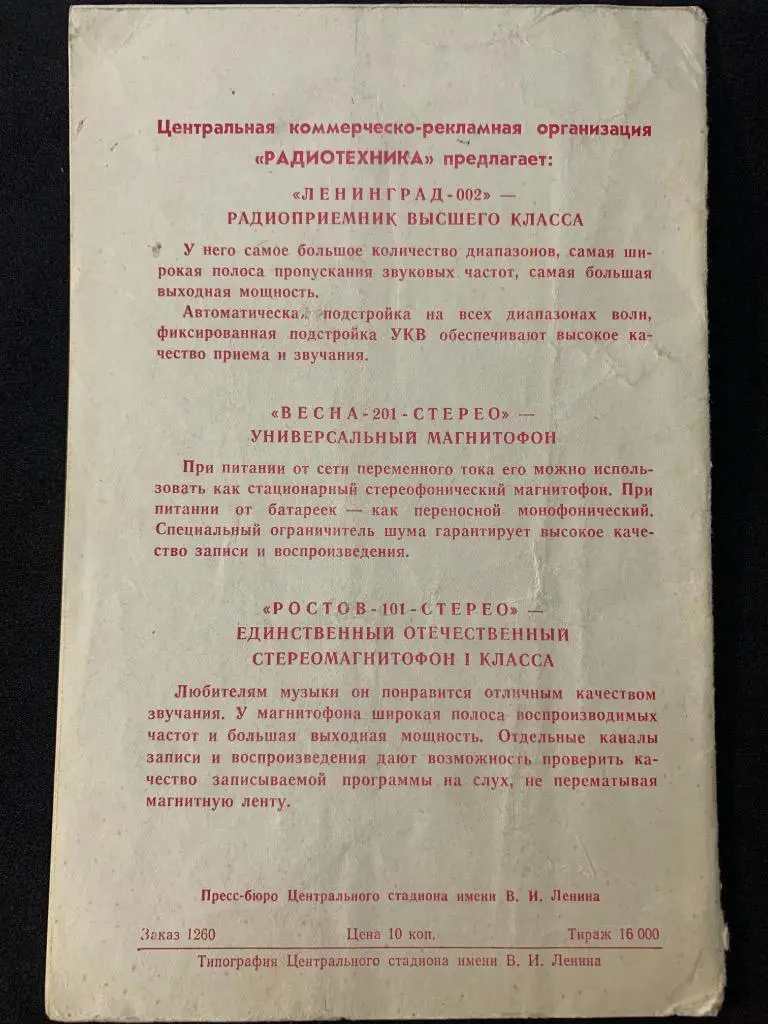 Центральная коммерческо-рекламная организация
«РАДИОТЕХНИКА» предлагает:
«ЛЕНИНГРАД-002» —
РАДИОПРИЕМНИК ВЫСШЕГО КЛАССА
У него самое большое количество диапазонов, самая ши-
рокая полоса пропускания звуковых частот, самая большая
выходная мощность.
Автоматическая подстройка на всех диапазонах волн,
фиксированная подстройка УКВ обеспечивают высокое ка-
чество приема и звучания.
«ВЕСНА-201-СТЕРЕО» —
УНИВЕРСАЛЬНЫЙ МАГНИТОФОН
При питании от сети переменного тока его можно исполь-
зовать как стационарный стереофонический магнитофон. При
питании от батареек — как переносной монофонический.
Специальный ограничитель шума гарантирует высокое каче-
ство записи и воспроизведения.
«РОСТОВ-101-СТЕРЕО» —
ЕДИНСТВЕННЫЙ ОТЕЧЕСТВЕННЫЙ
СТЕРЕОМАГНИТОФОН I КЛАССА
Любителям музыки он понравится отличным качеством
звучания. У магнитофона широкая полоса воспроизводимых
частот и большая выходная мощность. Отдельные каналы
записи и воспроизведения дают возможность проверить ка-
чество записываемой программы на слух, не перематывая
магнитную ленту.
Пресс-бюро Центрального стадиона имени В. И. Ленина
Заказ 1260 Цена 10 коп. Тираж 16 000
Типография Центрального стадиона имени В. И. Ленина